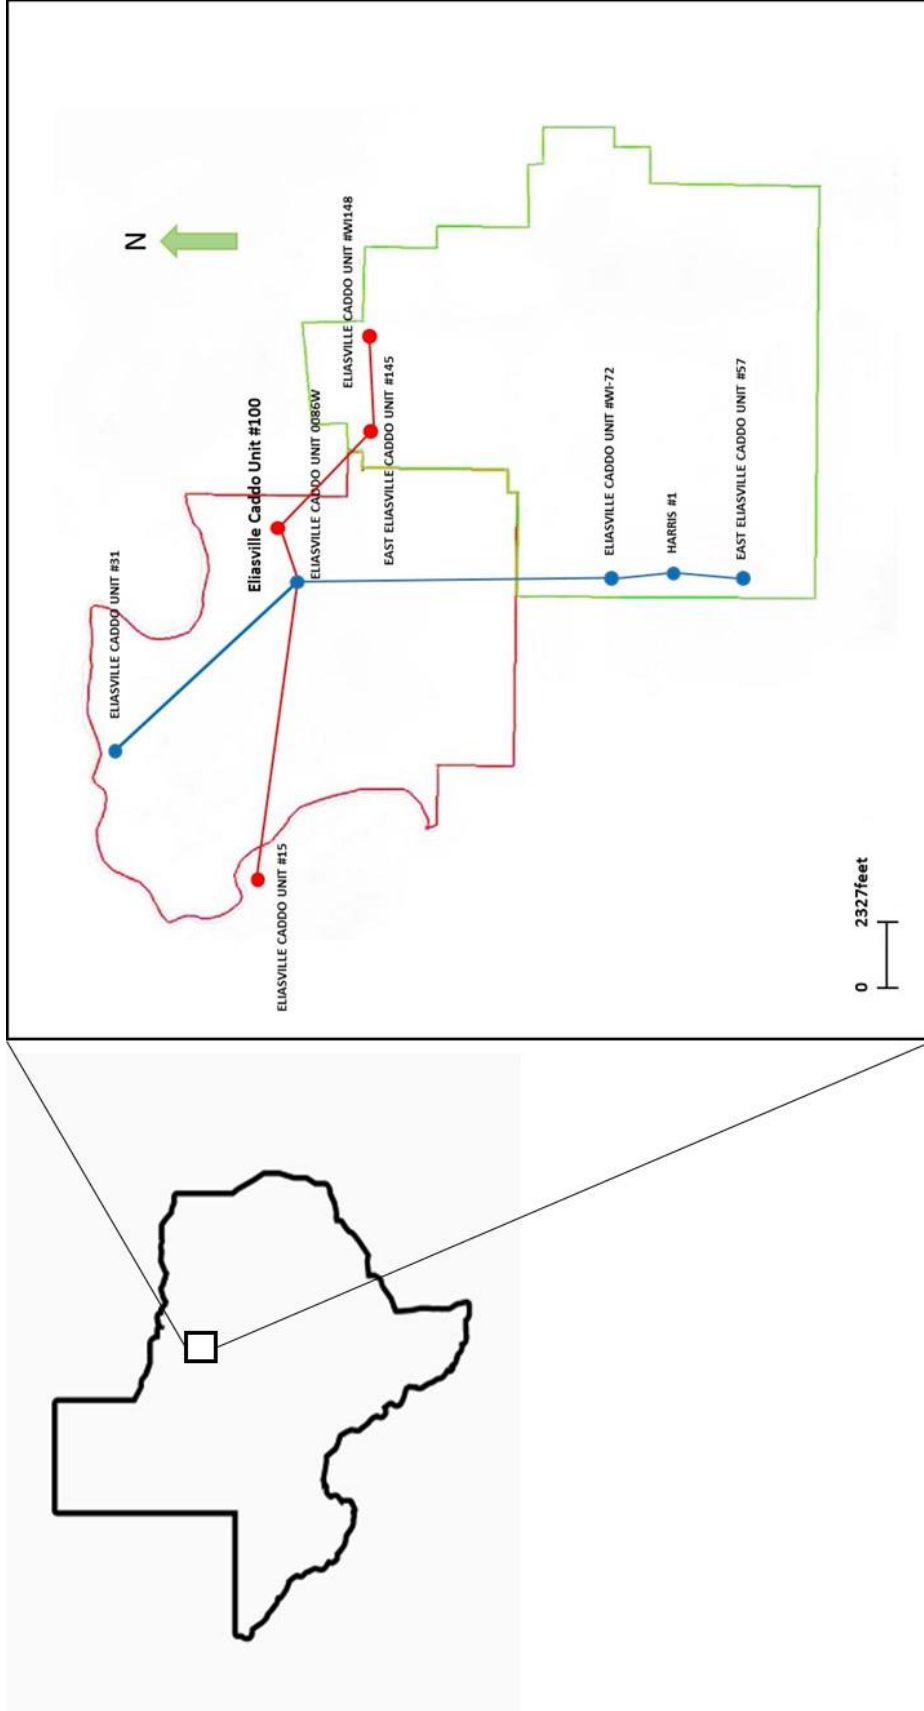 N
ELIASVILLE CADDO UNIT #31
Eliasville Caddo Unit #100
ELIASVILLE CADDO UNIT #15
ELIASVILLE CADDO UNIT 0086W
ELIASVILLE CADDO UNIT #WI148
EAST ELIASVILLE CADDO UNIT #145
ELIASVILLE CADDO UNIT #WI-72
HARRIS #1
EAST ELIASVILLE CADDO UNIT #57
0 2327feet